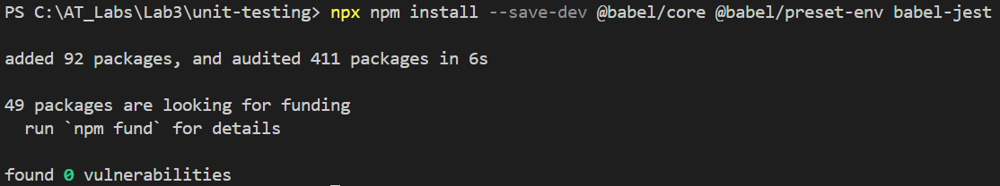 PS C:\AT_Labs\Lab3\unit-testing> npx npm install --save-dev @babel/core @babel/preset-env babel-jest
added 92 packages, and audited 411 packages in 6s
49 packages are looking for funding
  run `npm fund` for details
found 0 vulnerabilities